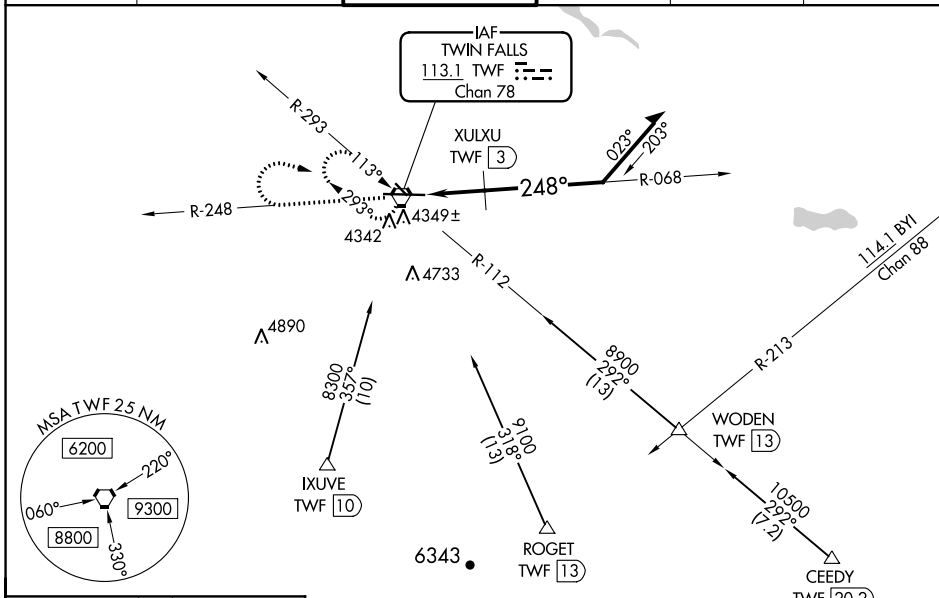 IAF
TWIN FALLS
113.1 TWF
Chan 78
R-293
XULXU
TWF 3
023°
203°
113°
248°
R-068
R-248
293°
4349±
4342
114.1 BYI
Chan 88
R-112
4733
4890
R-213
8900
292°
(13)
8300
357°
(10)
9100
318°
(13)
WODEN
TWF 13
MSA TWF 25 NM
6200
220°
060°
9300
8800
330°
IXUVE
TWF 10
10500
292°
(7.2)
6343
ROGET
TWF 13
CEEDY
TWF 20.2